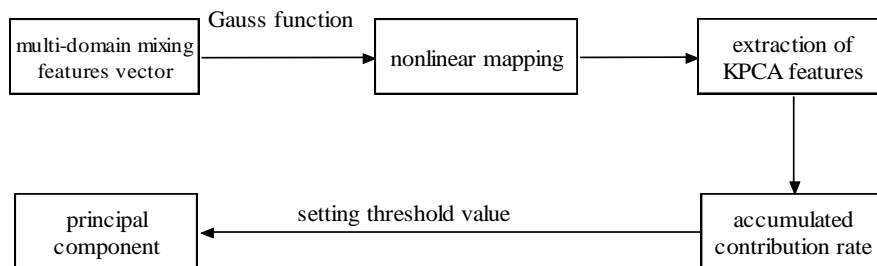 Gauss function
multi-domain mixing
features vector
nonlinear mapping
extraction of
KPCA features
principal
component
setting threshold value
accumulated
contribution rate